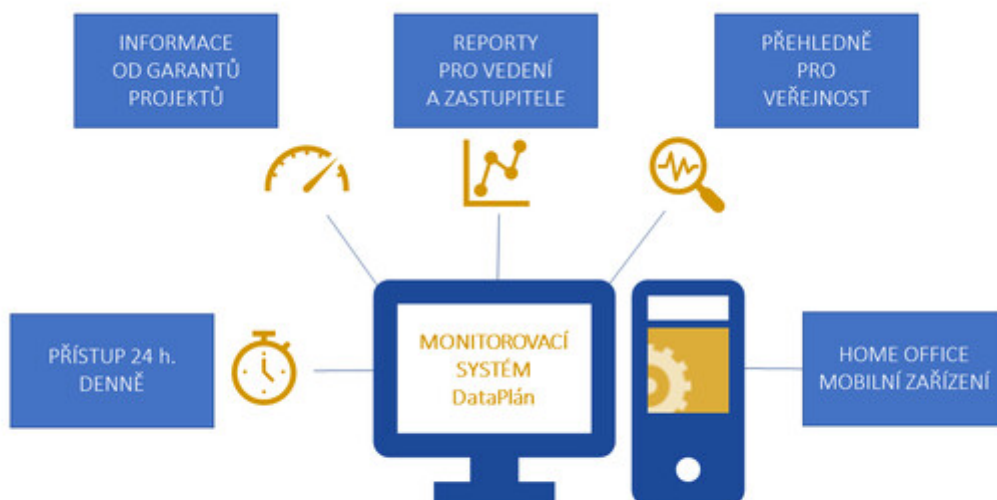 INFORMACE
OD GARANTŮ
PROJEKTŮ
REPORTY
PRO VEDENÍ
A ZASTUPITELE
PŘEHLEDNĚ
PRO
VEŘEJNOST
PŘÍSTUP 24 h.
DENNĚ
MONITOROVACÍ
SYSTÉM
DataPlán
HOME OFFICE
MOBILNÍ ZAŘÍZENÍ